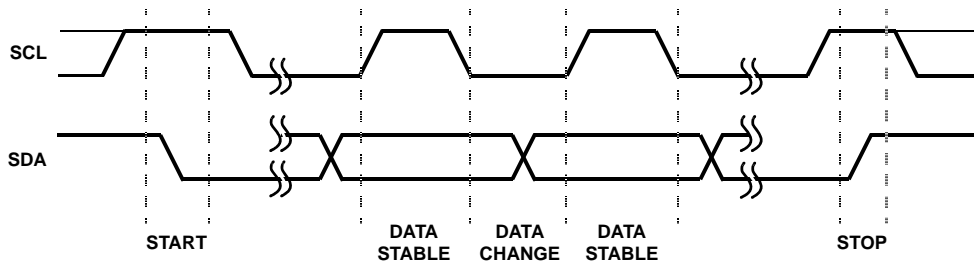 SCL
SDA
START
DATA
STABLE
DATA
CHANGE
DATA
STABLE
STOP